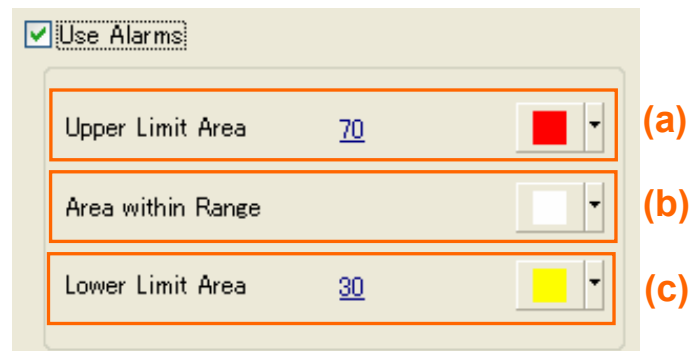 Use Alarms
Upper Limit Area 70 (a)
Area within Range (b)
Lower Limit Area 30 (c)